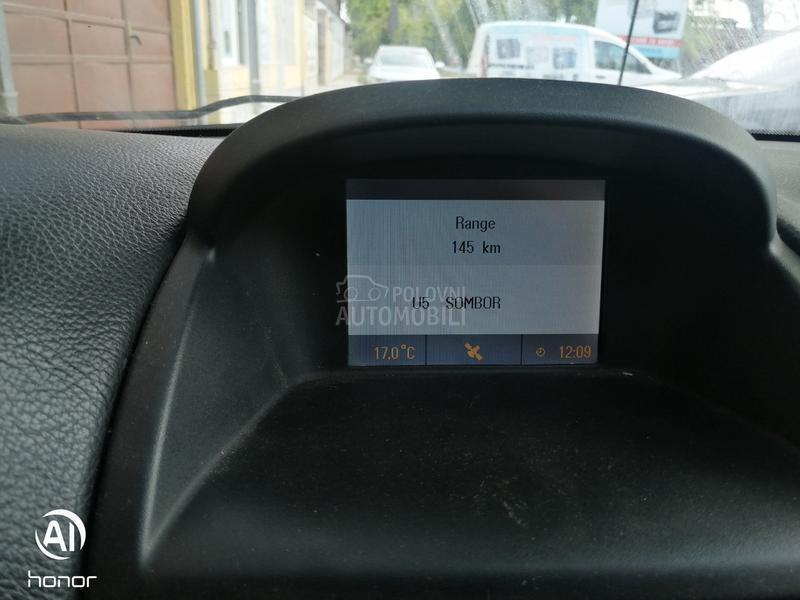 Range
145 km
POLOVNI
AUTOMOBILI
U5 SOMBOR
17,0°C
12:09
AI
honor